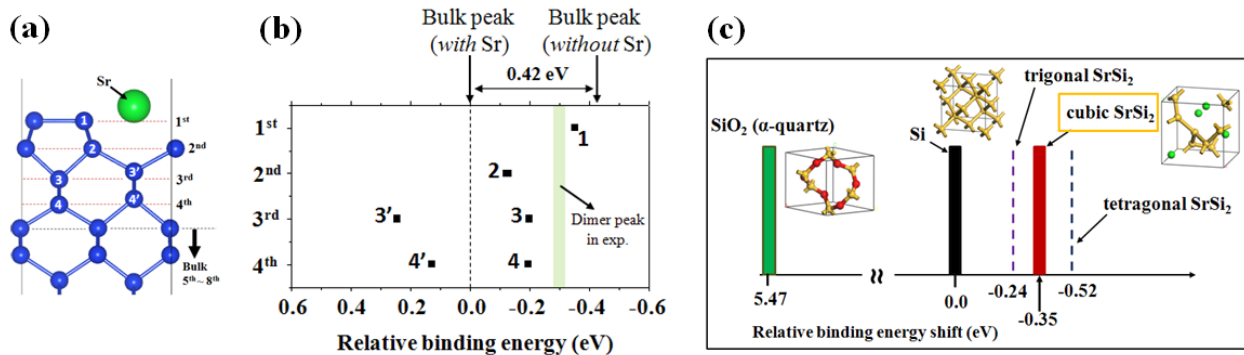 (a)
Sr
1
1st
2
2nd
3'
3
3rd
4
4'
4th
Bulk
5th~ 8th
(b)
Bulk peak
(with Sr)
Bulk peak
(without Sr)
0.42 eV
1st
2nd
3rd
4th
1
2
3'
3
4'
4
Dimer peak
in exp.
0.6 0.4 0.2 0.0 -0.2 -0.4 -0.6
Relative binding energy (eV)
(c)
trigonal SrSi2
cubic SrSi2
SiO2 (α-quartz)
Si
tetragonal SrSi2
≈
5.47
0.0
-0.24
-0.52
-0.35
Relative binding energy shift (eV)